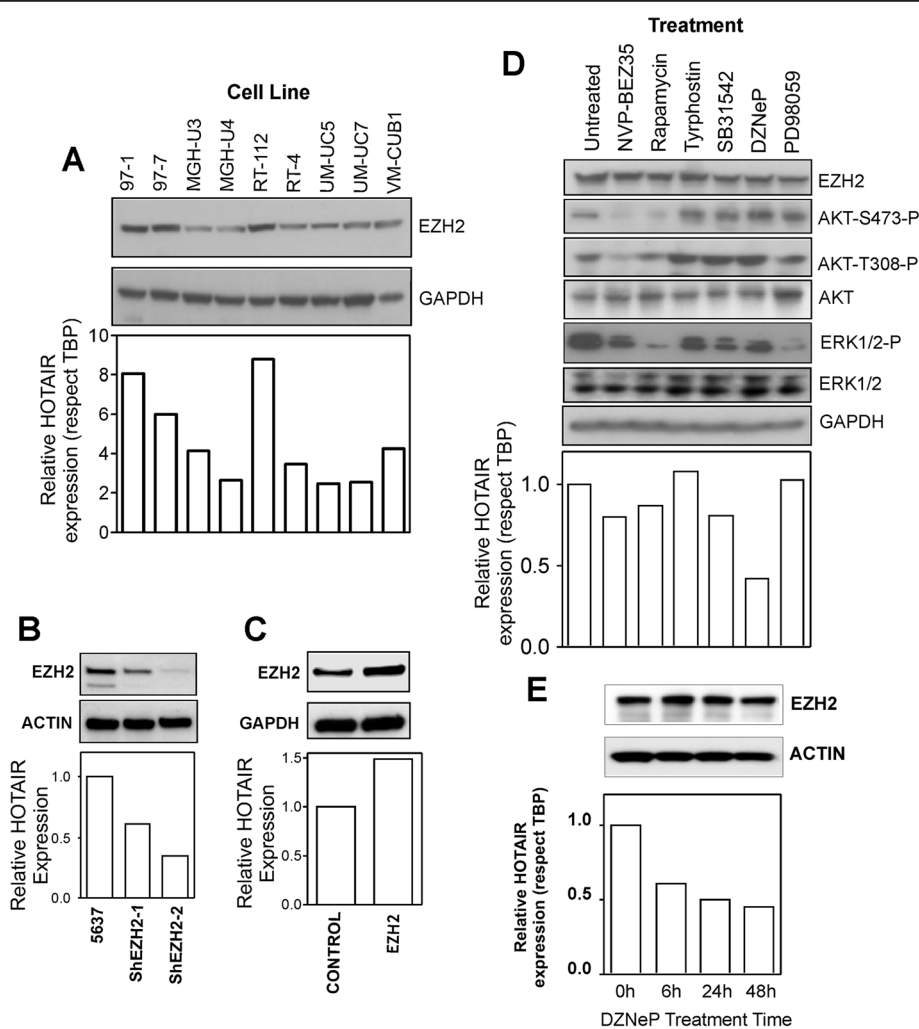 A
Cell Line
97-1
97-7
MGH-U3
MGH-U4
RT-112
RT-4
UM-UC5
UM-UC7
VM-CUB1
EZH2
GAPDH
Relative HOTAIR
expression (respect TBP)
10
8
6
4
2
0
B
EZH2
ACTIN
Relative HOTAIR
Expression
1.0
0.5
0.0
5637
ShEZH2-1
ShEZH2-2
C
EZH2
GAPDH
Relative HOTAIR
Expression
1.5
1.0
0.5
0.0
CONTROL
EZH2
D
Treatment
Untreated
NVP-BEZ35
Rapamycin
Tyrphostin
SB31542
DZNeP
PD98059
EZH2
AKT-S473-P
AKT-T308-P
AKT
ERK1/2-P
ERK1/2
GAPDH
Relative HOTAIR
expression (respect TBP)
1.0
0.5
0.0
E
EZH2
ACTIN
Relative HOTAIR
expression (respect TBP)
1.0
0.5
0.0
0h
6h
24h
48h
DZNeP Treatment Time